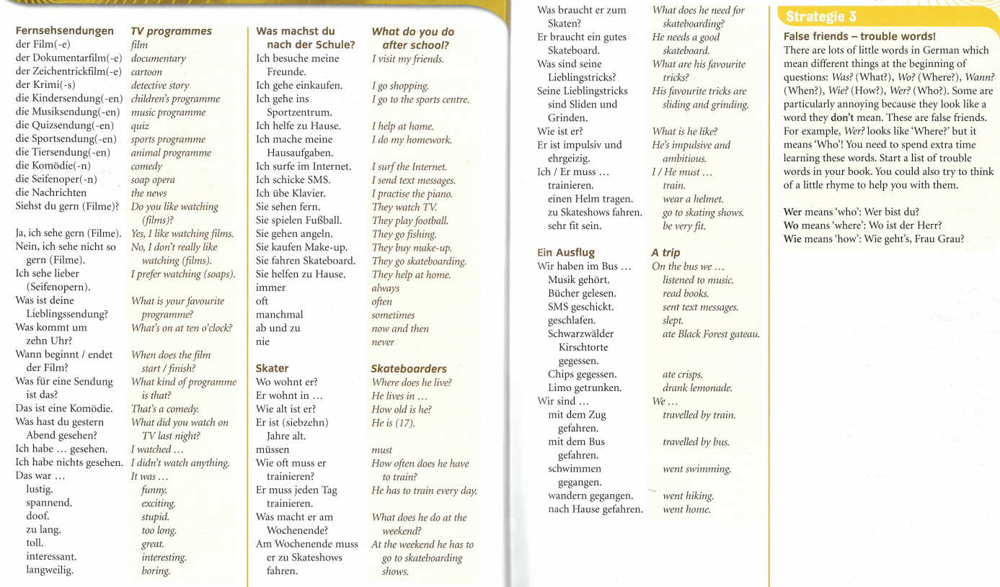 Fernsehsendungen TV programmes
der Film(-e) film
der Dokumentarfilm(-e) documentary
der Zeichentrickfilm(-e) cartoon
der Krimi(-s) detective story
die Kindersendung(-en) children's programme
die Musiksendung(-en) music programme
die Quizsendung(-en) quiz
die Sportsendung(-en) sports programme
die Tiersendung(-en) animal programme
die Komödie(-n) comedy
die Seifenoper(-n) soap opera
die Nachrichten the news
Siehst du gern (Filme)? Do you like watching
(films)?
Ja, ich sehe gern (Filme). Yes, I like watching films.
Nein, ich sehe nicht so No, I don't really like
gern (Filme). watching (films).
Ich sehe lieber I prefer watching (soaps).
(Seifenopern).
Was ist deine What is your favourite
Lieblingssendung? programme?
Was kommt um What's on at ten o'clock?
zehn Uhr?
Wann beginnt / endet When does the film
der Film? start / finish?
Was für eine Sendung What kind of programme
ist das? is that?
Das ist eine Komödie. That's a comedy.
Was hast du gestern What did you watch on
Abend gesehen? TV last night?
Ich habe … gesehen. I watched …
Ich habe nichts gesehen. I didn't watch anything.
Das war … It was …
lustig. funny.
spannend. exciting.
doof. stupid.
zu lang. too long.
toll. great.
interessant. interesting.
langweilig. boring.
Was machst du What do you do
nach der Schule? after school?
Ich besuche meine I visit my friends.
Freunde.
Ich gehe einkaufen. I go shopping.
Ich gehe ins I go to the sports centre.
Sportzentrum.
Ich helfe zu Hause. I help at home.
Ich mache meine I do my homework.
Hausaufgaben.
Ich surfe im Internet. I surf the Internet.
Ich schicke SMS. I send text messages.
Ich übe Klavier. I practise the piano.
Sie sehen fern. They watch TV.
Sie spielen Fußball. They play football.
Sie gehen angeln. They go fishing.
Sie kaufen Make-up. They buy make-up.
Sie fahren Skateboard. They go skateboarding.
Sie helfen zu Hause. They help at home.
immer always
oft often
manchmal sometimes
ab und zu now and then
nie never
Skater Skateboarders
Wo wohnt er? Where does he live?
Er wohnt in … He lives in …
Wie alt ist er? How old is he?
Er ist (siebzehn) He is (17).
Jahre alt.
müssen must
Wie oft muss er How often does he have
trainieren? to train?
Er muss jeden Tag He has to train every day.
trainieren.
Was macht er am What does he do at the
Wochenende? weekend?
Am Wochenende muss At the weekend he has to
er zu Skateshows go to skateboarding
fahren. shows.
Was braucht er zum What does he need for
Skaten? skateboarding?
Er braucht ein gutes He needs a good
Skateboard. skateboard.
Was sind seine What are his favourite
Lieblingstricks? tricks?
Seine Lieblingstricks His favourite tricks are
sind Sliden und sliding and grinding.
Grinden.
Wie ist er? What is he like?
Er ist impulsiv und He's impulsive and
ehrgeizig. ambitious.
Ich / Er muss … I / He must …
trainieren. train.
einen Helm tragen. wear a helmet.
zu Skateshows fahren. go to skating shows.
sehr fit sein. be very fit.
Ein Ausflug A trip
Wir haben im Bus … On the bus we …
Musik gehört. listened to music.
Bücher gelesen. read books.
SMS geschickt. sent text messages.
geschlafen. slept.
Schwarzwälder ate Black Forest gateau.
Kirschtorte
gegessen.
Chips gegessen. ate crisps.
Limo getrunken. drank lemonade.
Wir sind … We …
mit dem Zug travelled by train.
gefahren.
mit dem Bus travelled by bus.
gefahren.
schwimmen went swimming.
gegangen.
wandern gegangen. went hiking.
nach Hause gefahren. went home.
Strategie 3
False friends – trouble words!
There are lots of little words in German which
mean different things at the beginning of
questions: Was? (What?), Wo? (Where?), Wann?
(When?), Wie? (How?), Wer? (Who?). Some are
particularly annoying because they look like a
word they don't mean. These are false friends.
For example, Wer? looks like 'Where?' but it
means 'Who'! You need to spend extra time
learning these words. Start a list of trouble
words in your book. You could also try to think
of a little rhyme to help you with them.
Wer means 'who': Wer bist du?
Wo means 'where': Wo ist der Herr?
Wie means 'how': Wie geht's, Frau Grau?